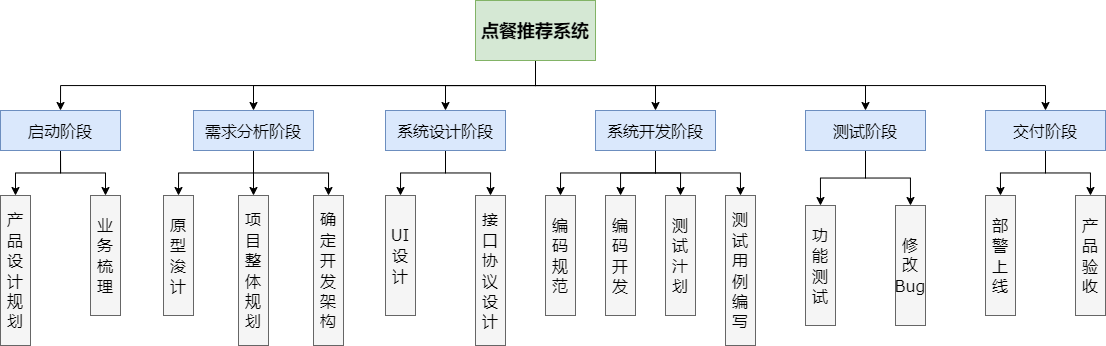 点餐推荐系统
启动阶段
需求分析阶段
系统设计阶段
系统开发阶段
测试阶段
交付阶段
产品设计规划
业务梳理
原型浚计
项目整体规划
确定开发架构
UI设计
接口协议设计
编码规范
编码开发
测试汁划
测试用例编写
功能测试
修改Bug
部警上线
产品验收